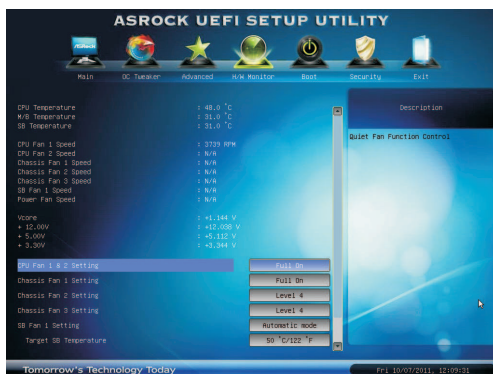 ASROCK UEFI SETUP UTILITY
ASRock
Main OC Tweaker Advanced H/W Monitor Boot Security Exit
Description
Quiet Fan Function Control
CPU Temperature : 48.0 °C
M/B Temperature : 31.0 °C
SB Temperature : 31.0 °C
CPU Fan 1 Speed : 3739 RPM
CPU Fan 2 Speed : N/A
Chassis Fan 1 Speed : N/A
Chassis Fan 2 Speed : N/A
Chassis Fan 3 Speed : N/A
SB Fan 1 Speed : N/A
Power Fan Speed : N/A
Vcore : +1.144 V
+ 12.00V : +12.038 V
+ 5.00V : +5.112 V
+ 3.30V : +3.344 V
CPU Fan 1 & 2 Setting Full On
Chassis Fan 1 Setting Full On
Chassis Fan 2 Setting Level 4
Chassis Fan 3 Setting Level 4
SB Fan 1 Setting Automatic mode
Target SB Temperature 50 °C/122 °F
Tomorrow's Technology Today
Fri 10/07/2011, 12:09:31